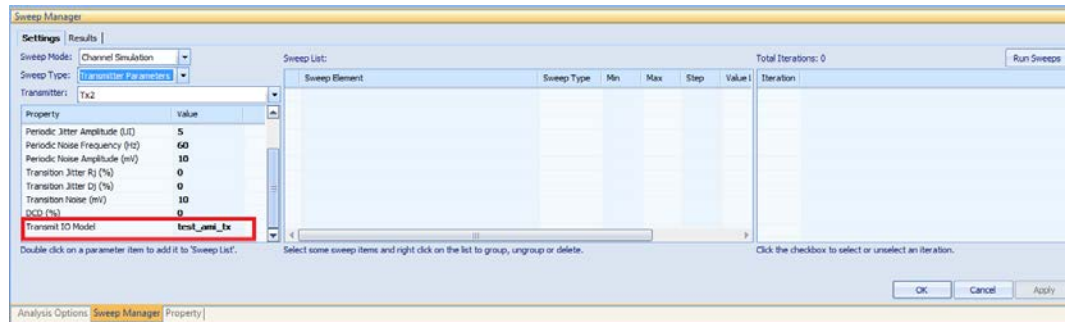 Sweep Manager
Settings Results
Sweep Mode: Channel Simulation
Sweep Type: Transmitter Parameters
Transmitter: Tx2
Property Value
Periodic Jitter Amplitude (UI) 5
Periodic Noise Frequency (Hz) 60
Periodic Noise Amplitude (mV) 10
Transition Jitter Rj (%) 0
Transition Jitter Dj (%) 0
Transition Noise (mV) 10
DCD (%) 0
Transmit IO Model test_ami_tx
Double click on a parameter item to add it to 'Sweep List'.
Sweep List:
Sweep Element Sweep Type Min Max Step Value L
Select some sweep items and right click on the list to group, ungroup or delete.
Total Iterations: 0 Run Sweeps
Iteration
Click the checkbox to select or unselect an iteration.
OK Cancel Apply
Analysis Options Sweep Manager Property